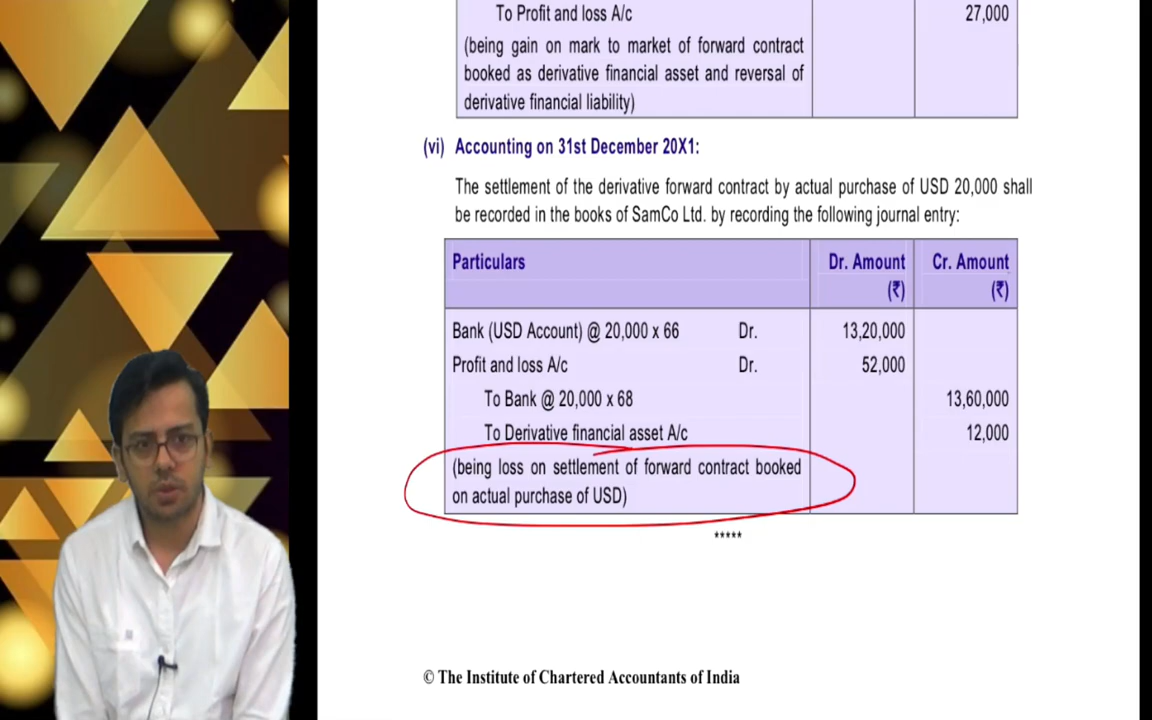 To Profit and loss A/c 27,000
(being gain on mark to market of forward contract
booked as derivative financial asset and reversal of
derivative financial liability)
(vi) Accounting on 31st December 20X1:
The settlement of the derivative forward contract by actual purchase of USD 20,000 shall
be recorded in the books of SamCo Ltd. by recording the following journal entry:
Particulars Dr. Amount Cr. Amount
(₹) (₹)
Bank (USD Account) @ 20,000 x 66 Dr. 13,20,000
Profit and loss A/c Dr. 52,000
To Bank @ 20,000 x 68 13,60,000
To Derivative financial asset A/c 12,000
(being loss on settlement of forward contract booked
on actual purchase of USD)
*****
© The Institute of Chartered Accountants of India